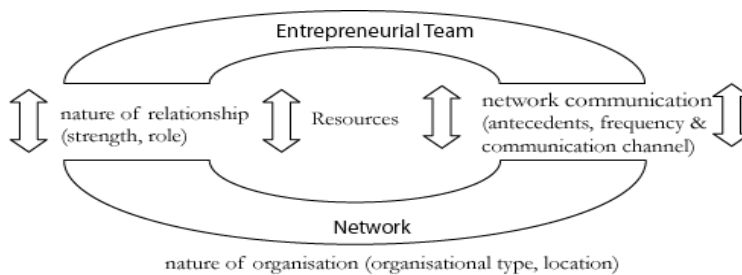 Entrepreneurial Team
nature of relationship
(strength, role)
Resources
network communication
(antecedents, frequency &
communication channel)
Network
nature of organisation (organisational type, location)